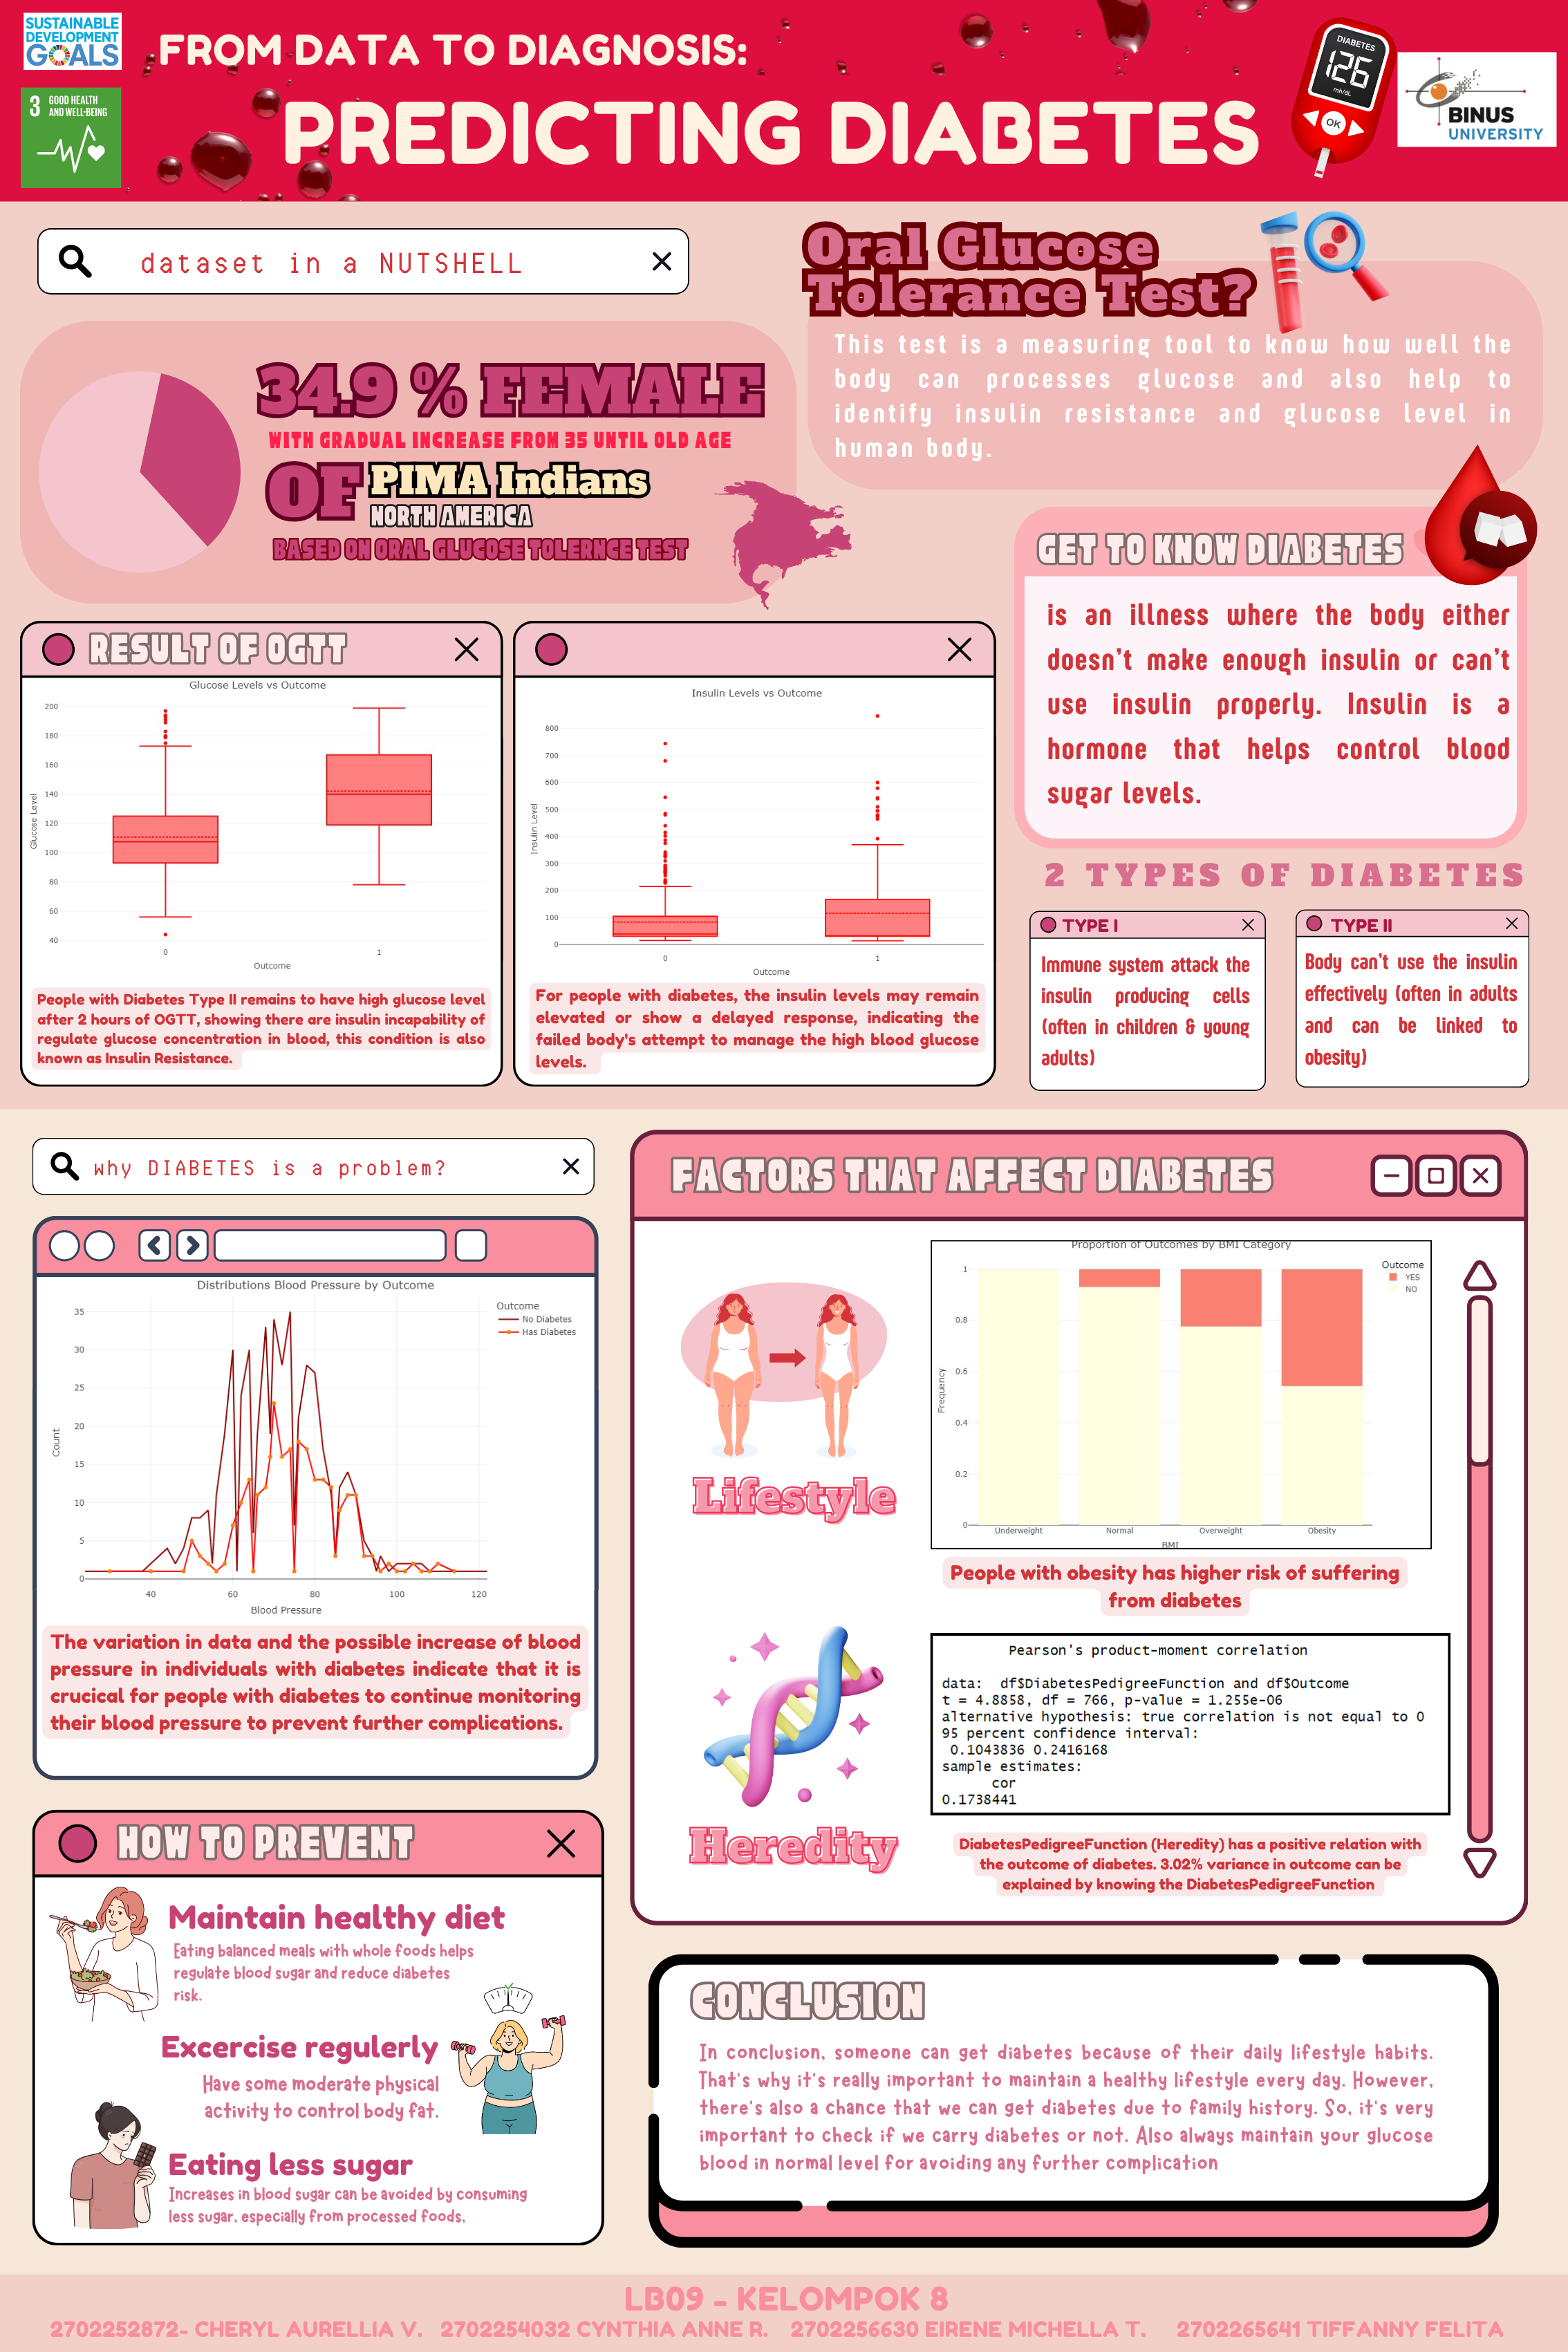 SUSTAINABLE
DEVELOPMENT
GOALS
3 GOOD HEALTH
AND WELL-BEING
FROM DATA TO DIAGNOSIS:
PREDICTING DIABETES
DIABETES
126
mh/dL
OK
BINUS
UNIVERSITY
dataset in a NUTSHELL
34.9 % FEMALE
WITH GRADUAL INCREASE FROM 35 UNTIL OLD AGE
OF PIMA Indians
NORTH AMERICA
BASED ON ORAL GLUCOSE TOLERNCE TEST
Oral Glucose
Tolerance Test?
This test is a measuring tool to know how well the
body can processes glucose and also help to
identify insulin resistance and glucose level in
human body.
GET TO KNOW DIABETES
is an illness where the body either
doesn't make enough insulin or can't
use insulin properly. Insulin is a
hormone that helps control blood
sugar levels.
RESULT OF OGTT
Glucose Levels vs Outcome
200
180
160
140
120
100
80
60
40
Glucose Level
0 1
Outcome
People with Diabetes Type II remains to have high glucose level
after 2 hours of OGTT, showing there are insulin incapability of
regulate glucose concentration in blood, this condition is also
known as Insulin Resistance.
Insulin Levels vs Outcome
800
700
600
500
400
300
200
100
0
Insulin Level
0 1
Outcome
For people with diabetes, the insulin levels may remain
elevated or show a delayed response, indicating the
failed body's attempt to manage the high blood glucose
levels.
2 TYPES OF DIABETES
TYPE I
Immune system attack the
insulin producing cells
(often in children & young
adults)
TYPE II
Body can't use the insulin
effectively (often in adults
and can be linked to
obesity)
why DIABETES is a problem?
Distributions Blood Pressure by Outcome
Outcome
No Diabetes
Has Diabetes
35
30
25
20
15
10
5
0
Count
40 60 80 100 120
Blood Pressure
The variation in data and the possible increase of blood
pressure in individuals with diabetes indicate that it is
crucical for people with diabetes to continue monitoring
their blood pressure to prevent further complications.
FACTORS THAT AFFECT DIABETES
Lifestyle
Proportion of Outcomes by BMI Category
Outcome
YES
NO
1
0.8
0.6
0.4
0.2
0
Frequency
Underweight Normal Overweight Obesity
BMI
People with obesity has higher risk of suffering
from diabetes
Heredity
Pearson's product-moment correlation
data: df$DiabetesPedigreeFunction and df$Outcome
t = 4.8858, df = 766, p-value = 1.255e-06
alternative hypothesis: true correlation is not equal to 0
95 percent confidence interval:
0.1043836 0.2416168
sample estimates:
cor
0.1738441
DiabetesPedigreeFunction (Heredity) has a positive relation with
the outcome of diabetes. 3.02% variance in outcome can be
explained by knowing the DiabetesPedigreeFunction
HOW TO PREVENT
Maintain healthy diet
Eating balanced meals with whole foods helps
regulate blood sugar and reduce diabetes
risk.
Excercise regulerly
Have some moderate physical
activity to control body fat.
Eating less sugar
Increases in blood sugar can be avoided by consuming
less sugar, especially from processed foods,
CONCLUSION
In conclusion, someone can get diabetes because of their daily lifestyle habits.
That's why it's really important to maintain a healthy lifestyle every day. However,
there's also a chance that we can get diabetes due to family history. So, it's very
important to check if we carry diabetes or not. Also always maintain your glucose
blood in normal level for avoiding any further complication
LB09 - KELOMPOK 8
2702252872- CHERYL AURELLIA V. 2702254032 CYNTHIA ANNE R. 2702256630 EIRENE MICHELLA T. 2702265641 TIFFANNY FELITA